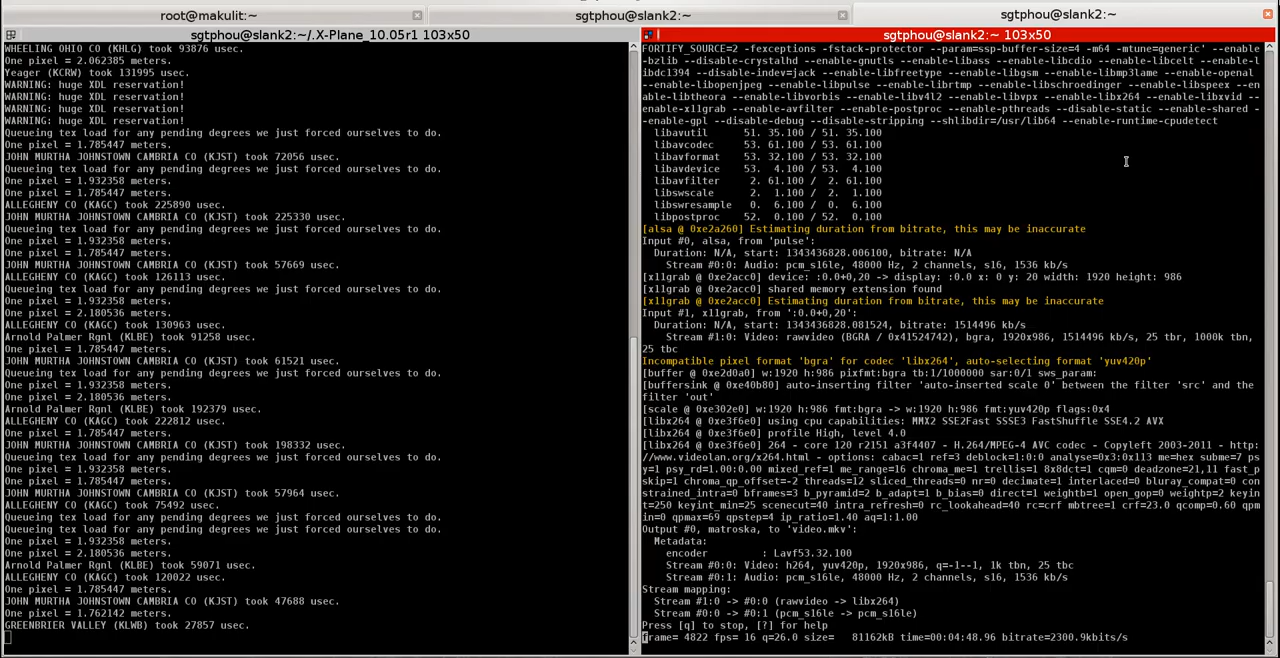 root@makulit:~
sgtphou@slank2:~
sgtphou@slank2:~
sgtphou@slank2:~/.X-Plane_10.05r1 103x50
WHEELING OHIO CO (KHLG) took 93876 usec.
One pixel = 2.062385 meters.
Yeager (KCRW) took 131995 usec.
WARNING: huge XDL reservation!
WARNING: huge XDL reservation!
WARNING: huge XDL reservation!
WARNING: huge XDL reservation!
Queueing tex load for any pending degrees we just forced ourselves to do.
One pixel = 1.785447 meters.
JOHN MURTHA JOHNSTOWN CAMBRIA CO (KJST) took 72056 usec.
Queueing tex load for any pending degrees we just forced ourselves to do.
One pixel = 1.932358 meters.
One pixel = 1.785447 meters.
ALLEGHENY CO (KAGC) took 225890 usec.
JOHN MURTHA JOHNSTOWN CAMBRIA CO (KJST) took 225330 usec.
Queueing tex load for any pending degrees we just forced ourselves to do.
One pixel = 1.932358 meters.
One pixel = 1.785447 meters.
JOHN MURTHA JOHNSTOWN CAMBRIA CO (KJST) took 57669 usec.
ALLEGHENY CO (KAGC) took 126113 usec.
Queueing tex load for any pending degrees we just forced ourselves to do.
One pixel = 1.932358 meters.
One pixel = 2.180536 meters.
ALLEGHENY CO (KAGC) took 130963 usec.
Arnold Palmer Rgnl (KLBE) took 91258 usec.
One pixel = 1.785447 meters.
JOHN MURTHA JOHNSTOWN CAMBRIA CO (KJST) took 61521 usec.
Queueing tex load for any pending degrees we just forced ourselves to do.
One pixel = 1.932358 meters.
One pixel = 2.180536 meters.
Arnold Palmer Rgnl (KLBE) took 192379 usec.
ALLEGHENY CO (KAGC) took 222812 usec.
One pixel = 1.785447 meters.
JOHN MURTHA JOHNSTOWN CAMBRIA CO (KJST) took 198332 usec.
Queueing tex load for any pending degrees we just forced ourselves to do.
One pixel = 1.932358 meters.
One pixel = 1.785447 meters.
JOHN MURTHA JOHNSTOWN CAMBRIA CO (KJST) took 57964 usec.
ALLEGHENY CO (KAGC) took 75492 usec.
Queueing tex load for any pending degrees we just forced ourselves to do.
Queueing tex load for any pending degrees we just forced ourselves to do.
One pixel = 1.932358 meters.
One pixel = 2.180536 meters.
Arnold Palmer Rgnl (KLBE) took 59071 usec.
ALLEGHENY CO (KAGC) took 120022 usec.
One pixel = 1.785447 meters.
JOHN MURTHA JOHNSTOWN CAMBRIA CO (KJST) took 47688 usec.
One pixel = 1.762142 meters.
GREENBRIER VALLEY (KLWB) took 27857 usec.
sgtphou@slank2:~ 103x50
FORTIFY_SOURCE=2 -fexceptions -fstack-protector --param=ssp-buffer-size=4 -m64 -mtune=generic' --enable
-bzlib --disable-crystalhd --enable-gnutls --enable-libass --enable-libcdio --enable-libcelt --enable-l
ibdc1394 --disable-indev=jack --enable-libfreetype --enable-libgsm --enable-libmp3lame --enable-openal
--enable-libopenjpeg --enable-libpulse --enable-librtmp --enable-libschroedinger --enable-libspeex --en
able-libtheora --enable-libvorbis --enable-libv4l2 --enable-libvpx --enable-libx264 --enable-libxvid --
enable-x11grab --enable-avfilter --enable-postproc --enable-pthreads --disable-static --enable-shared -
-enable-gpl --disable-debug --disable-stripping --shlibdir=/usr/lib64 --enable-runtime-cpudetect
libavutil 51. 35.100 / 51. 35.100
libavcodec 53. 61.100 / 53. 61.100
libavformat 53. 32.100 / 53. 32.100
libavdevice 53. 4.100 / 53. 4.100
libavfilter 2. 61.100 / 2. 61.100
libswscale 2. 1.100 / 2. 1.100
libswresample 0. 6.100 / 0. 6.100
libpostproc 52. 0.100 / 52. 0.100
[alsa @ 0xe2a260] Estimating duration from bitrate, this may be inaccurate
Input #0, alsa, from 'pulse':
Duration: N/A, start: 1343436828.006100, bitrate: N/A
Stream #0:0: Audio: pcm_s16le, 48000 Hz, 2 channels, s16, 1536 kb/s
[x11grab @ 0xe2acc0] device: :0.0+0,20 -> display: :0.0 x: 0 y: 20 width: 1920 height: 986
[x11grab @ 0xe2acc0] shared memory extension found
[x11grab @ 0xe2acc0] Estimating duration from bitrate, this may be inaccurate
Input #1, x11grab, from ':0.0+0,20':
Duration: N/A, start: 1343436828.081524, bitrate: 1514496 kb/s
Stream #1:0: Video: rawvideo (BGRA / 0x41524742), bgra, 1920x986, 1514496 kb/s, 25 tbr, 1000k tbn,
25 tbc
Incompatible pixel format 'bgra' for codec 'libx264', auto-selecting format 'yuv420p'
[buffer @ 0xe2d0a0] w:1920 h:986 pixfmt:bgra tb:1/1000000 sar:0/1 sws_param:
[buffersink @ 0xe40b80] auto-inserting filter 'auto-inserted scale 0' between the filter 'src' and the
filter 'out'
[scale @ 0xe302e0] w:1920 h:986 fmt:bgra -> w:1920 h:986 fmt:yuv420p flags:0x4
[libx264 @ 0xe3f6e0] using cpu capabilities: MMX2 SSE2Fast SSSE3 FastShuffle SSE4.2 AVX
[libx264 @ 0xe3f6e0] profile High, level 4.0
[libx264 @ 0xe3f6e0] 264 - core 120 r2151 a3f4407 - H.264/MPEG-4 AVC codec - Copyleft 2003-2011 - http:
//www.videolan.org/x264.html - options: cabac=1 ref=3 deblock=1:0:0 analyse=0x3:0x113 me=hex subme=7 ps
y=1 psy_rd=1.00:0.00 mixed_ref=1 me_range=16 chroma_me=1 trellis=1 8x8dct=1 cqm=0 deadzone=21,11 fast_p
skip=1 chroma_qp_offset=-2 threads=12 sliced_threads=0 nr=0 decimate=1 interlaced=0 bluray_compat=0 con
strained_intra=0 bframes=3 b_pyramid=2 b_adapt=1 b_bias=0 direct=1 weightb=1 open_gop=0 weightp=2 keyin
t=250 keyint_min=25 scenecut=40 intra_refresh=0 rc_lookahead=40 rc=crf mbtree=1 crf=23.0 qcomp=0.60 qpm
in=0 qpmax=69 qpstep=4 ip_ratio=1.40 aq=1:1.00
Output #0, matroska, to 'video.mkv':
Metadata:
encoder : Lavf53.32.100
Stream #0:0: Video: h264, yuv420p, 1920x986, q=-1--1, 1k tbn, 25 tbc
Stream #0:1: Audio: pcm_s16le, 48000 Hz, 2 channels, s16, 1536 kb/s
Stream mapping:
Stream #1:0 -> #0:0 (rawvideo -> libx264)
Stream #0:0 -> #0:1 (pcm_s16le -> pcm_s16le)
Press [q] to stop, [?] for help
frame= 4822 fps= 16 q=26.0 size= 81162kB time=00:04:48.96 bitrate=2300.9kbits/s